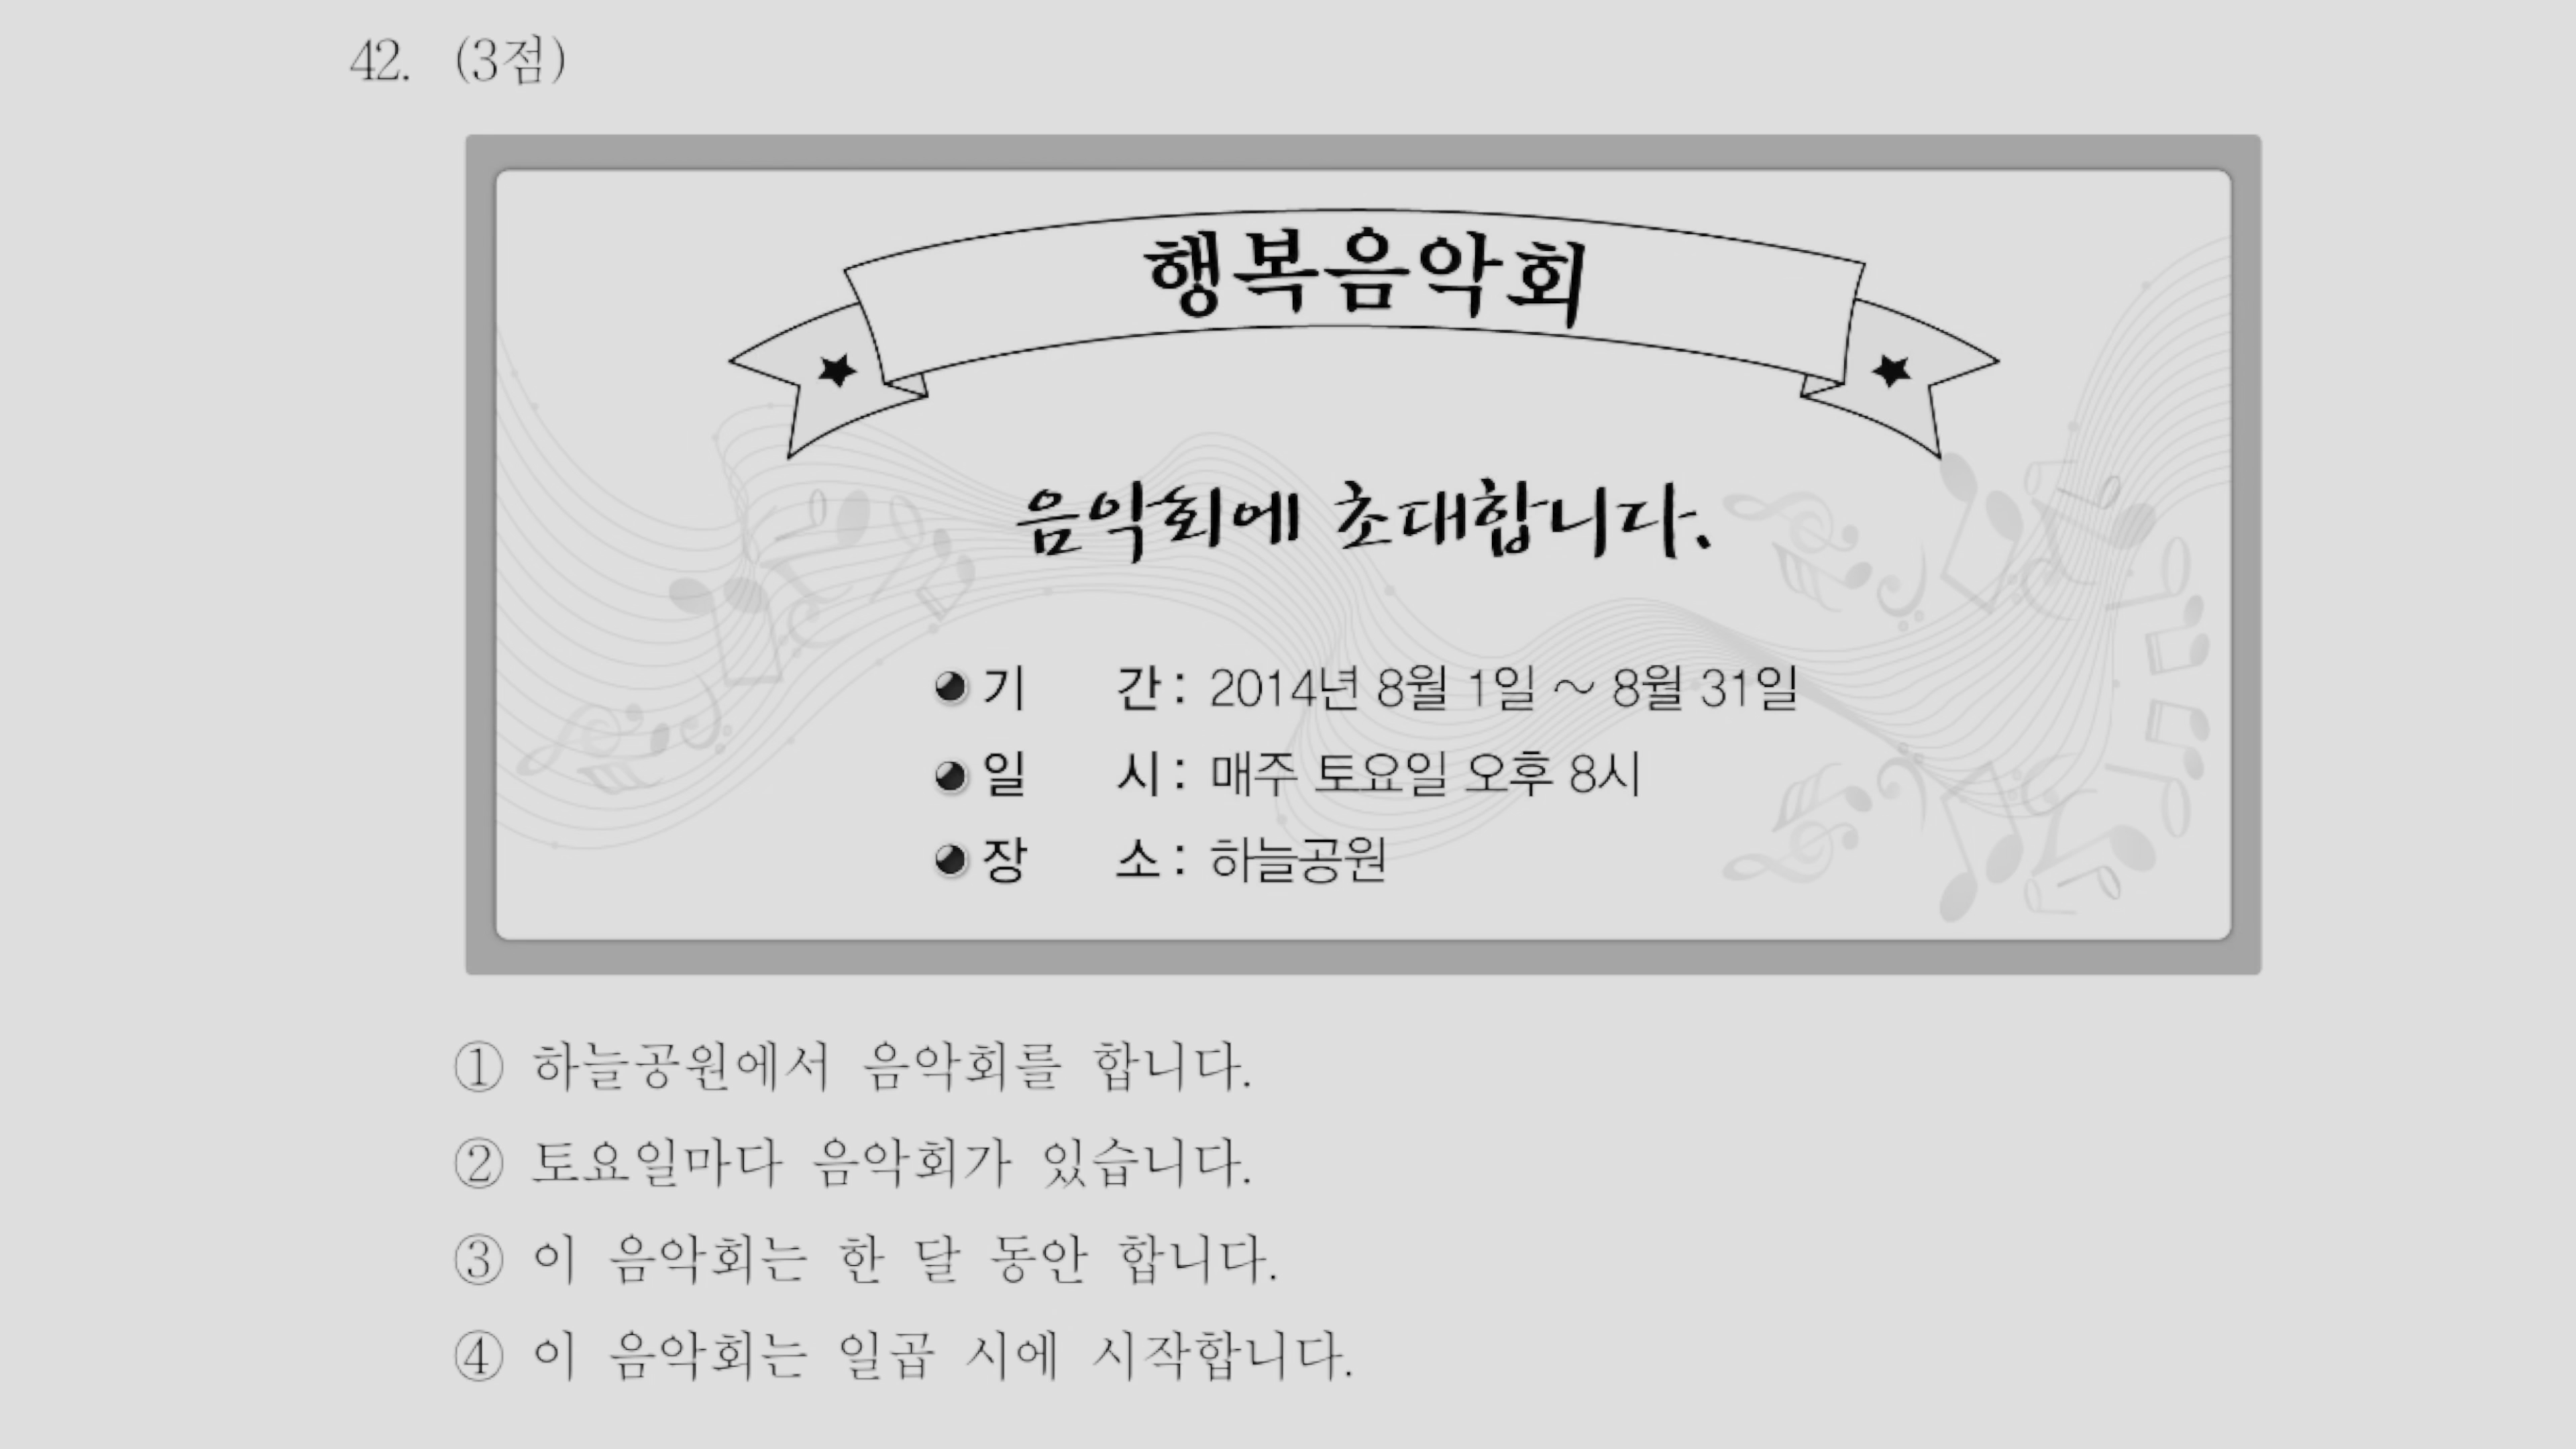 42. (3점)
행복음악회
음악회에 초대합니다.
기 간: 2014년 8월 1일 ~ 8월 31일
일 시: 매주 토요일 오후 8시
장 소: 하늘공원
① 하늘공원에서 음악회를 합니다.
② 토요일마다 음악회가 있습니다.
③ 이 음악회는 한 달 동안 합니다.
④ 이 음악회는 일곱 시에 시작합니다.